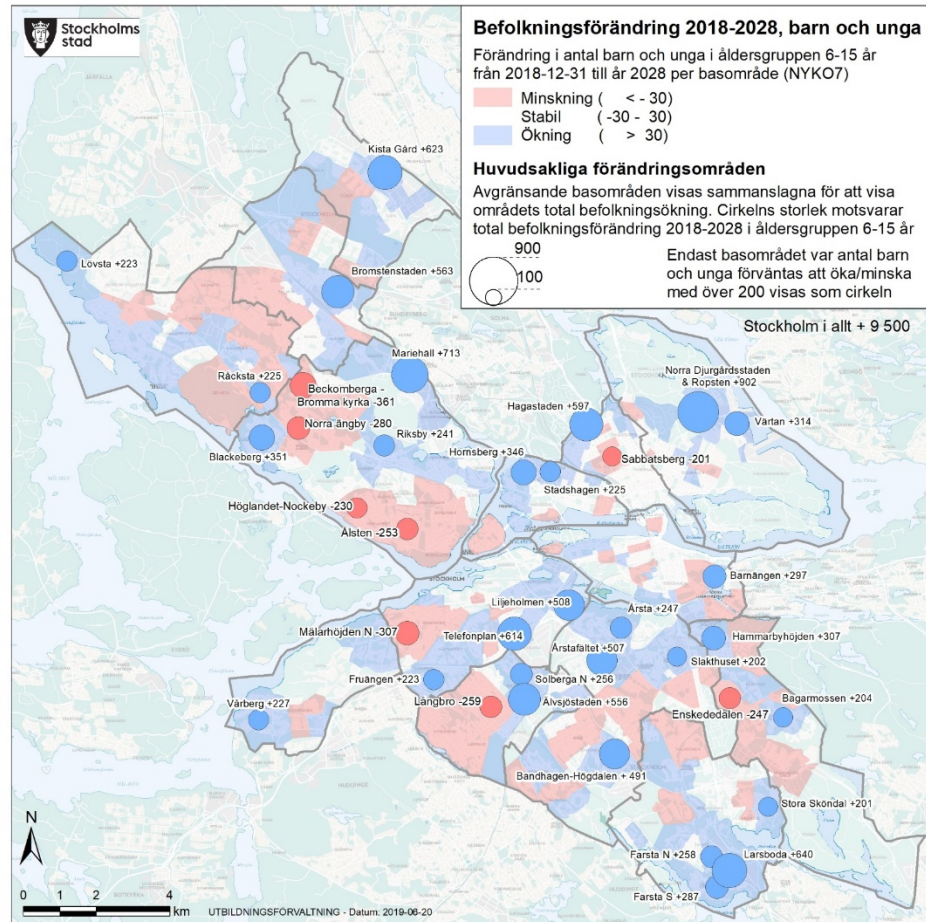 Stockholms
stad
Befolkningsförändring 2018-2028, barn och unga
Förändring i antal barn och unga i åldersgruppen 6-15 år
från 2018-12-31 till år 2028 per basområde (NYKO7)
Minskning ( < - 30)
Stabil (-30 - 30)
Ökning ( > 30)
Huvudsakliga förändringsområden
Avgränsande basområden visas sammanslagna för att visa
områdets total befolkningsökning. Cirkelns storlek motsvarar
total befolkningsförändring 2018-2028 i åldersgruppen 6-15 år
900
100
Endast basområdet var antal barn
och unga förväntas att öka/minska
med över 200 visas som cirkeln
Stockholm i allt + 9 500
Kista Gård +623
Lövsta +223
Bromstenstaden +563
Mariehäll +713
Råcksta +225
Beckomberga -
Bromma kyrka -361
Norra Ängby -280
Blackeberg +351
Riksby +241
Hornsberg +346
Hagastaden +597
Norra Djurgårdsstaden
& Ropsten +902
Värtan +314
Sabbatsberg -201
Stadshagen +225
Höglandet-Nockeby -230
Ålsten -253
Barnängen +297
Liljeholmen +508
Årsta +247
Mälarhöjden N -307
Telefonplan +614
Årstafältet +507
Hammarbyhöjden +307
Slakthuset +202
Fruängen +223
Solberga N +256
Långbro -259
Älvsjöstaden +556
Vårberg +227
Enskededalen -247
Bagarmossen +204
Bandhagen-Högdalen + 491
Stora Sköndal +201
Farsta N +258
Larsboda +640
Farsta S +287
N
0 1 2 4
km
UTBILDNINGSFÖRVALTNING - Datum: 2019-06-20